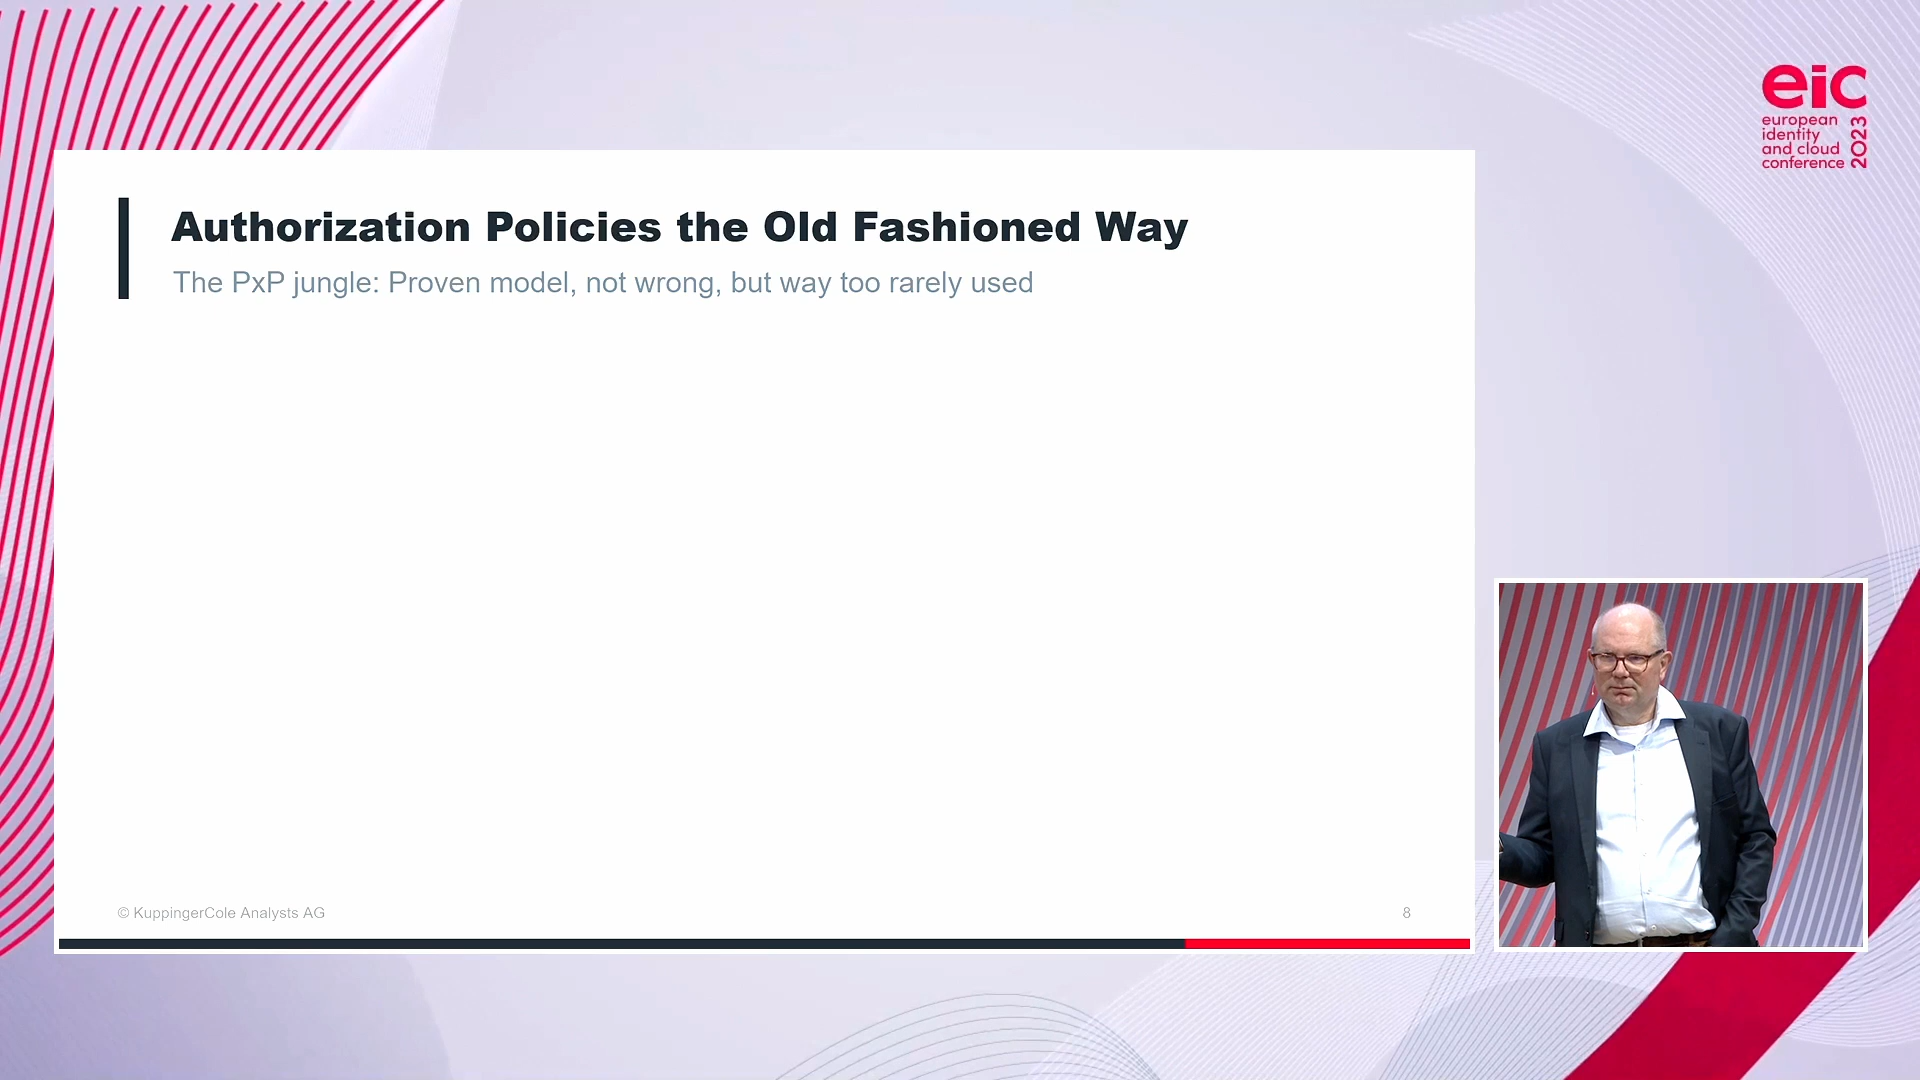 eic
european
identity
and cloud
conference
2023
Authorization Policies the Old Fashioned Way
The PxP jungle: Proven model, not wrong, but way too rarely used
© KuppingerCole Analysts AG
8